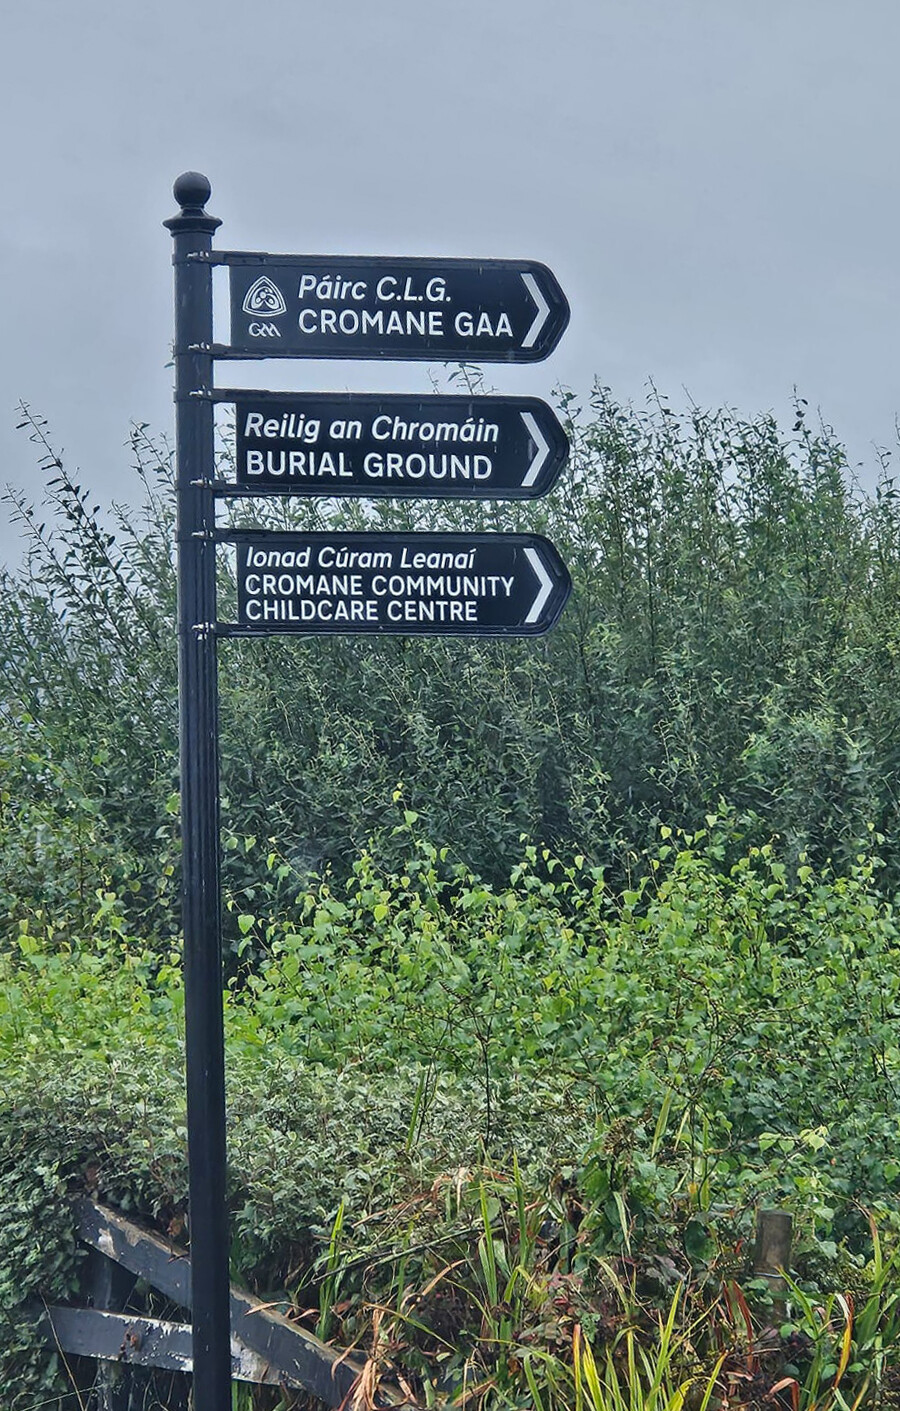 Páirc C.L.G.
GAA
CROMANE GAA
Reilig an Chromáin
BURIAL GROUND
Ionad Cúram Leanaí
CROMANE COMMUNITY
CHILDCARE CENTRE